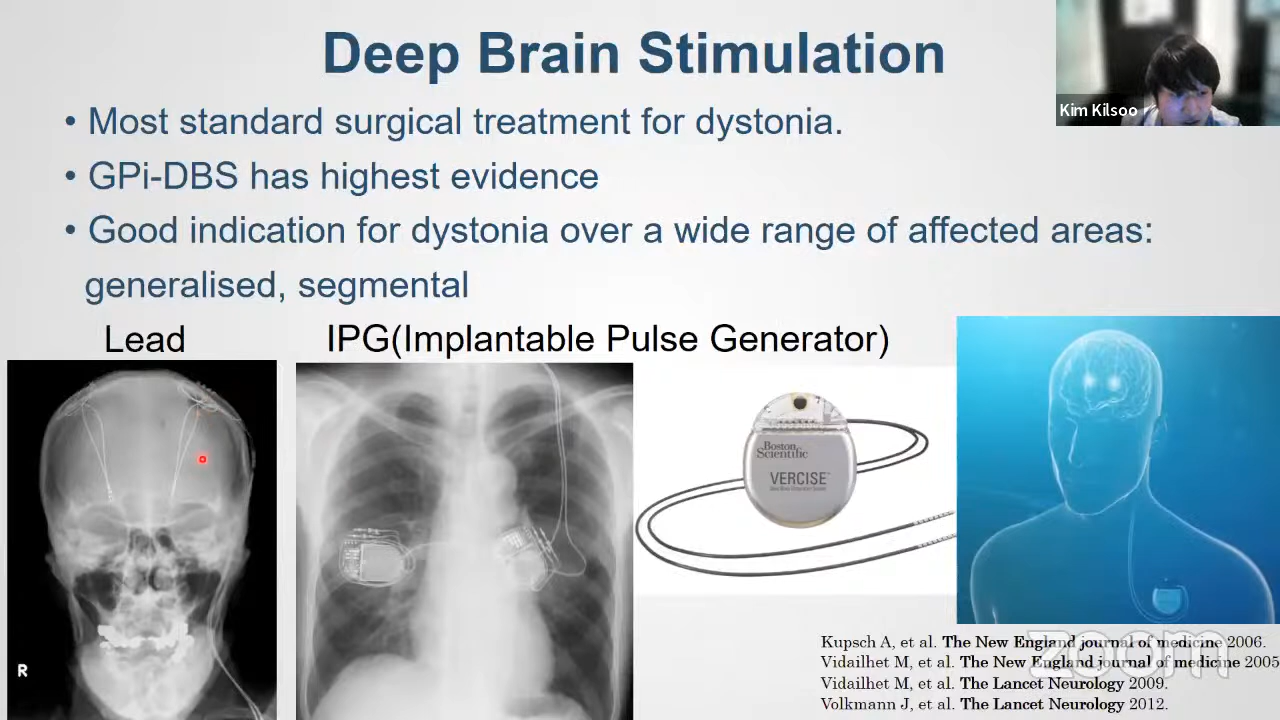 Deep Brain Stimulation
Kim Kilsoo
• Most standard surgical treatment for dystonia.
• GPi-DBS has highest evidence
• Good indication for dystonia over a wide range of affected areas:
generalised, segmental
Lead
IPG(Implantable Pulse Generator)
Boston
Scientific
VERCISE™
R
Kupsch A, et al. The New England journal of medicine 2006.
Vidailhet M, et al. The New England journal of medicine 2005
Vidailhet M, et al. The Lancet Neurology 2009.
Volkmann J, et al. The Lancet Neurology 2012.
zoom